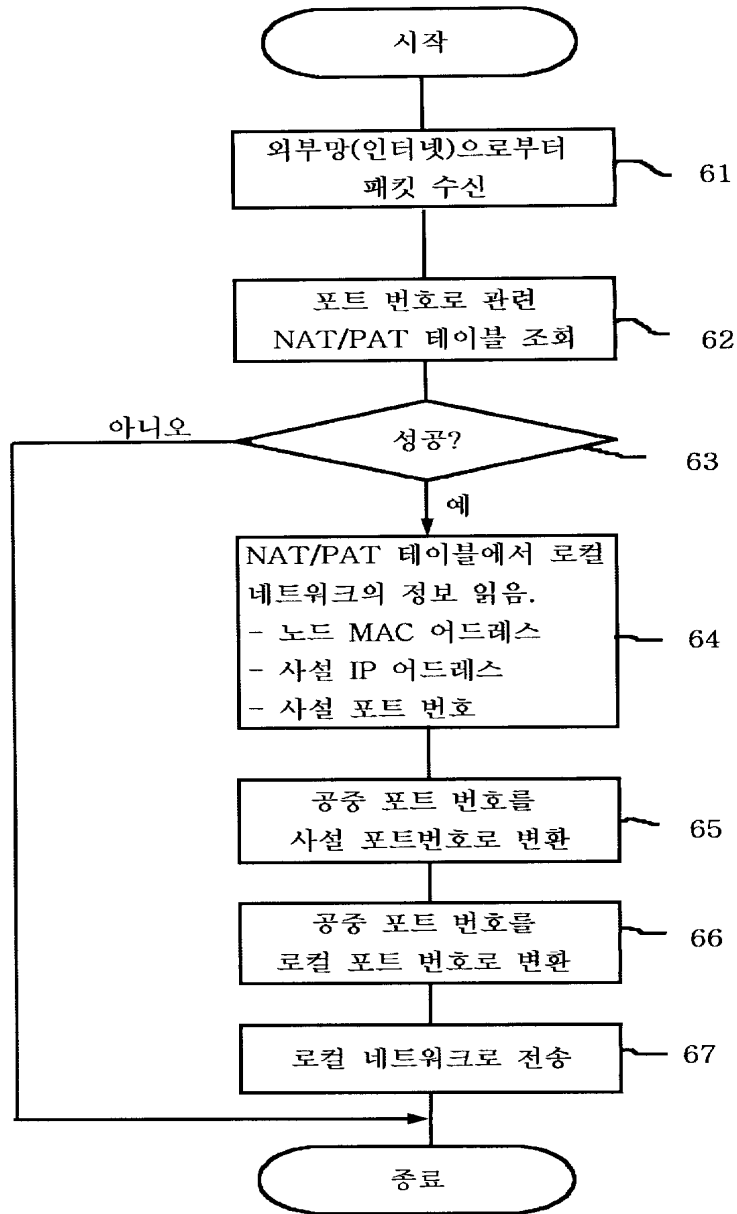 시작
외부망(인터넷)으로부터
패킷 수신
61
포트 번호로 관련
NAT/PAT 테이블 조회
62
아니오
성공?
63
예
NAT/PAT 테이블에서 로컬
네트워크의 정보 읽음.
- 노드 MAC 어드레스
- 사설 IP 어드레스
- 사설 포트 번호
64
공중 포트 번호를
사설 포트번호로 변환
65
공중 포트 번호를
로컬 포트 번호로 변환
66
로컬 네트워크로 전송
67
종료